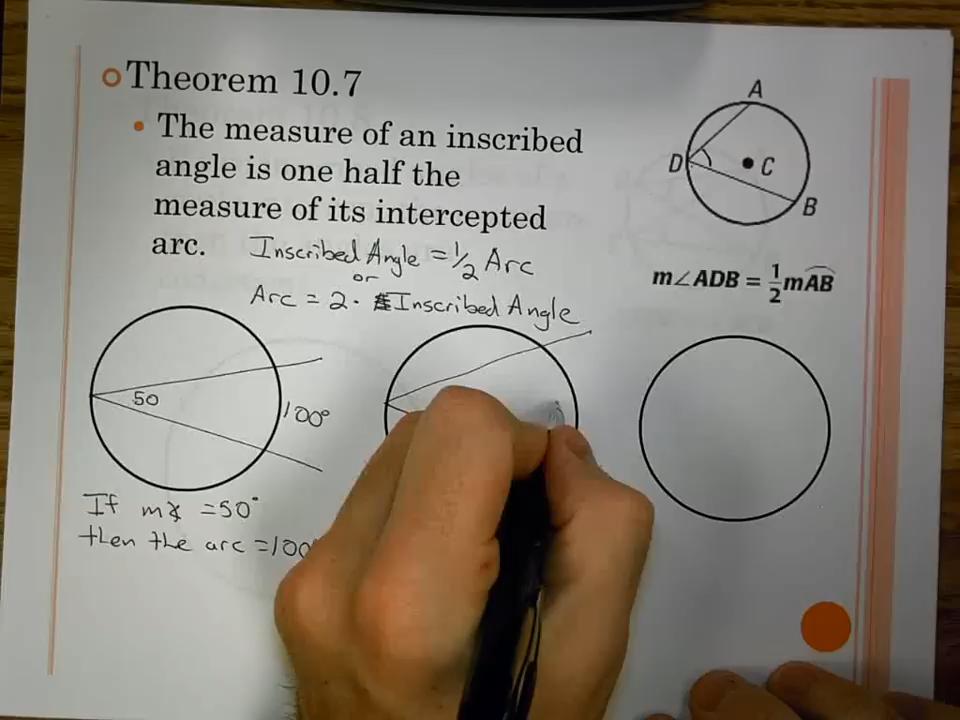 Theorem 10.7
The measure of an inscribed
angle is one half the
measure of its intercepted
arc.
Inscribed Angle = 1/2 Arc
or
Arc = 2 · Inscribed Angle
A
D
C
B
m∠ADB = 1/2 mAB
50
100°
If m∡ = 50°
then the arc = 100